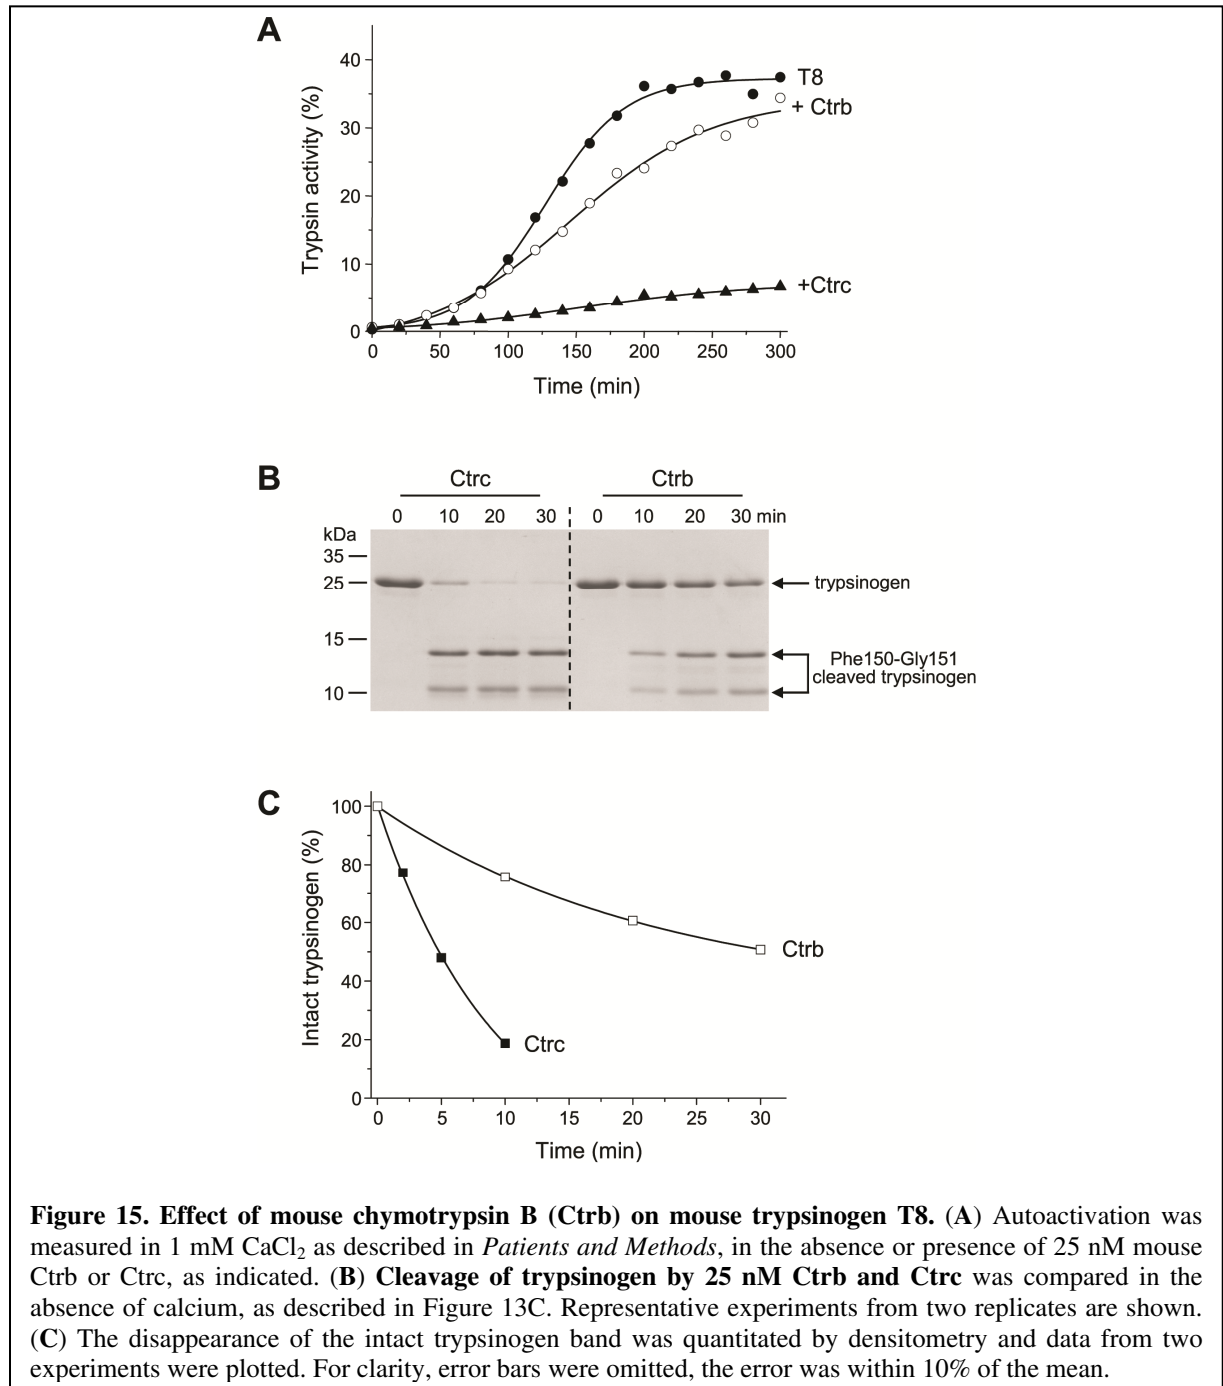 A
Trypsin activity (%)
40
30
20
10
0
T8
+ Ctrb
+Ctrc
0 50 100 150 200 250 300
Time (min)
B
Ctrc Ctrb
0 10 20 30 0 10 20 30 min
kDa
35
25
15
10
trypsinogen
Phe150-Gly151
cleaved trypsinogen
C
Intact trypsinogen (%)
100
80
60
40
20
0
Ctrb
Ctrc
0 5 10 15 20 25 30
Time (min)
Figure 15. Effect of mouse chymotrypsin B (Ctrb) on mouse trypsinogen T8. (A) Autoactivation was
measured in 1 mM CaCl₂ as described in Patients and Methods, in the absence or presence of 25 nM mouse
Ctrb or Ctrc, as indicated. (B) Cleavage of trypsinogen by 25 nM Ctrb and Ctrc was compared in the
absence of calcium, as described in Figure 13C. Representative experiments from two replicates are shown.
(C) The disappearance of the intact trypsinogen band was quantitated by densitometry and data from two
experiments were plotted. For clarity, error bars were omitted, the error was within 10% of the mean.